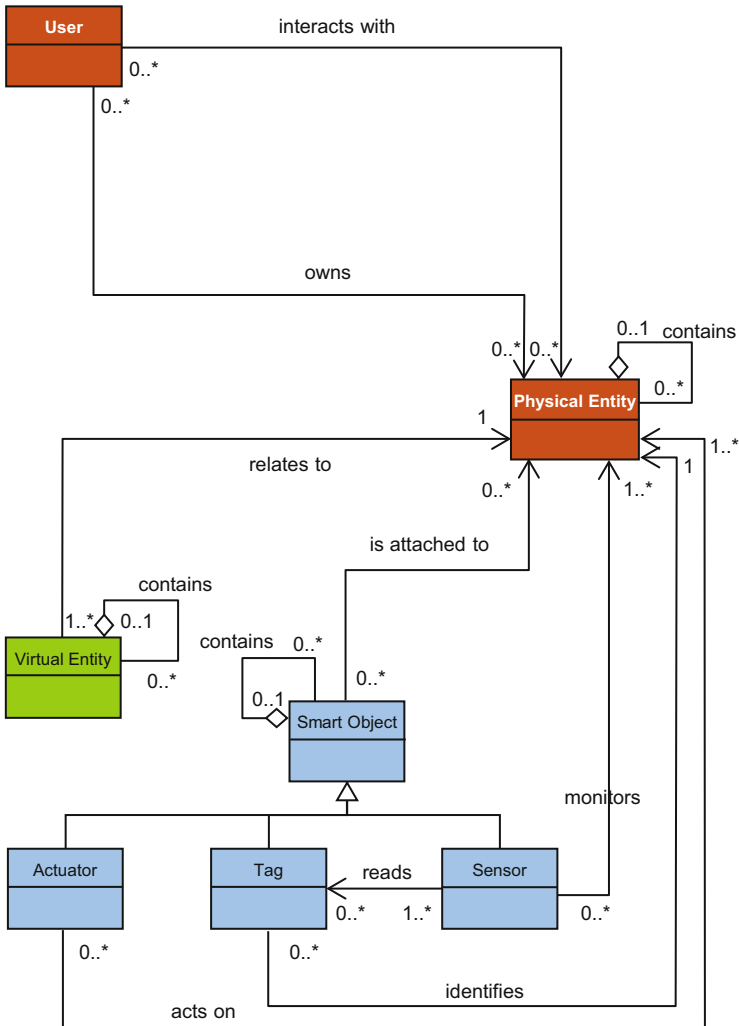 User
interacts with
0..*
0..*
owns
0..1
contains
0..*
0..*
0..*
Physical Entity
1
1..*
relates to
0..*
1..*
1
is attached to
contains
1..*
0..1
contains
0..*
Virtual Entity
0..*
0..*
0..1
Smart Object
monitors
Actuator
Tag
reads
Sensor
0..*
1..*
0..*
0..*
0..*
identifies
acts on